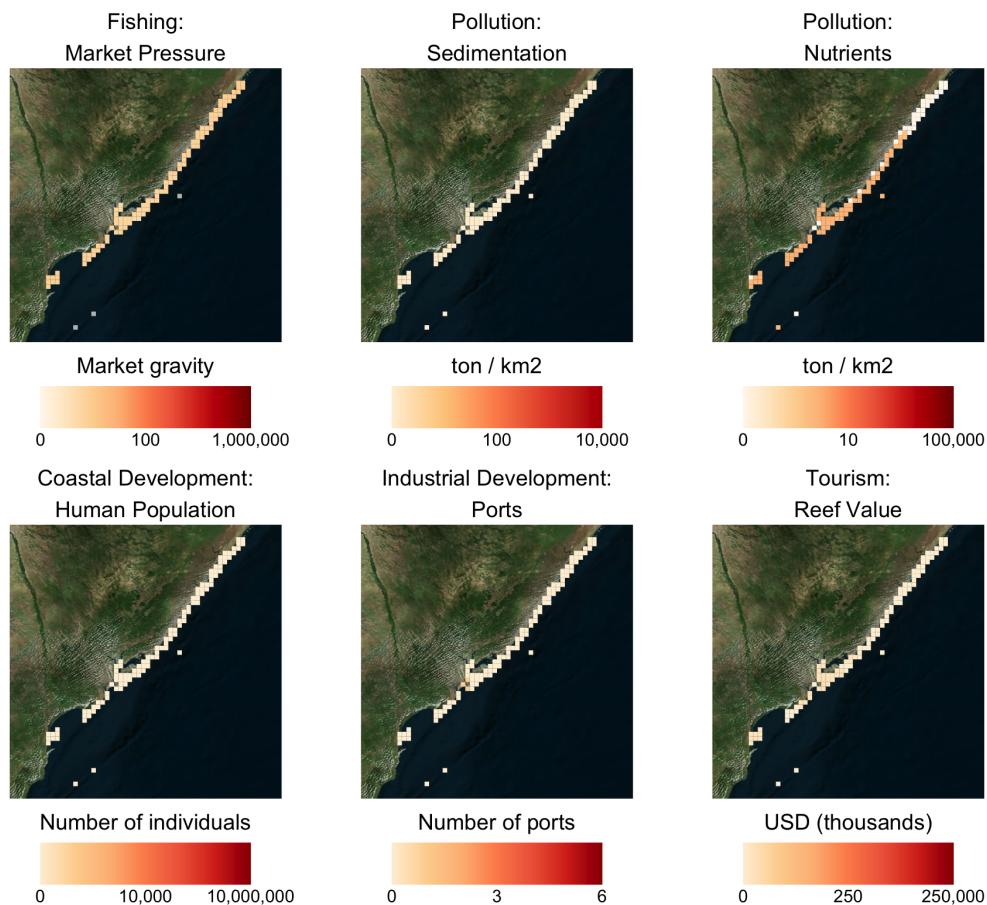 Fishing:
Market Pressure
Pollution:
Sedimentation
Pollution:
Nutrients
Market gravity
0 100 1,000,000
ton / km2
0 100 10,000
ton / km2
0 10 100,000
Coastal Development:
Human Population
Industrial Development:
Ports
Tourism:
Reef Value
Number of individuals
0 10,000 10,000,000
Number of ports
0 3 6
USD (thousands)
0 250 250,000